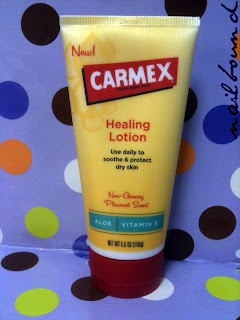 New!
CARMEX
Healing
Lotion
Use daily to
soothe & protect
dry skin
Non-Greasy
Pleasant Scent
ALOE VITAMIN E
NET WT 5.5 OZ (156g)
nailbound